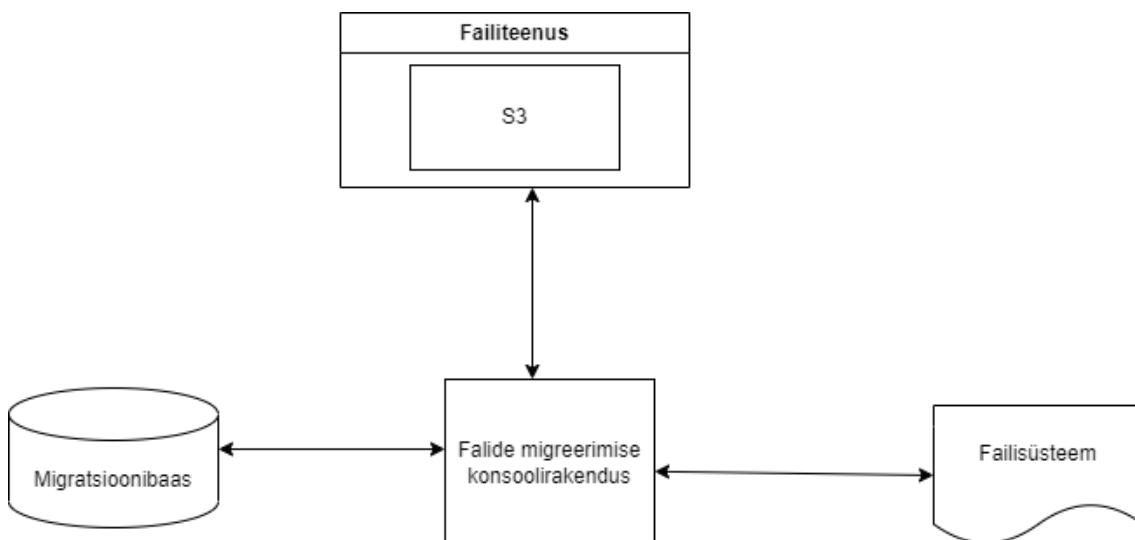 Failiteenus
S3
Migratsioonibaas
Falide migreerimise
konsoolirakendus
Failisüsteem